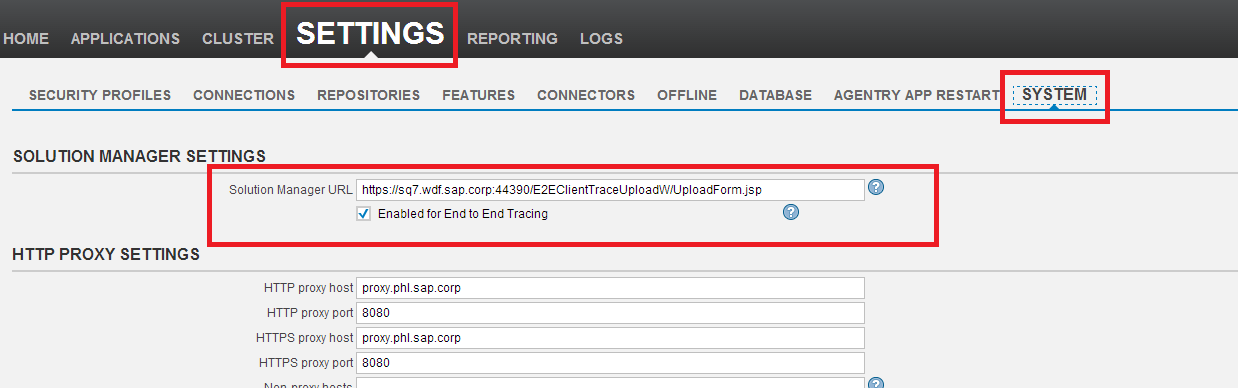 HOME APPLICATIONS CLUSTER SETTINGS REPORTING LOGS
SECURITY PROFILES CONNECTIONS REPOSITORIES FEATURES CONNECTORS OFFLINE DATABASE AGENTRY APP RESTART SYSTEM
SOLUTION MANAGER SETTINGS
Solution Manager URL https://sq7.wdf.sap.corp:44390/E2EClientTraceUploadW/UploadForm.jsp ?
Enabled for End to End Tracing ?
HTTP PROXY SETTINGS
HTTP proxy host proxy.phl.sap.corp
HTTP proxy port 8080
HTTPS proxy host proxy.phl.sap.corp
HTTPS proxy port 8080
Non-proxy hosts ?